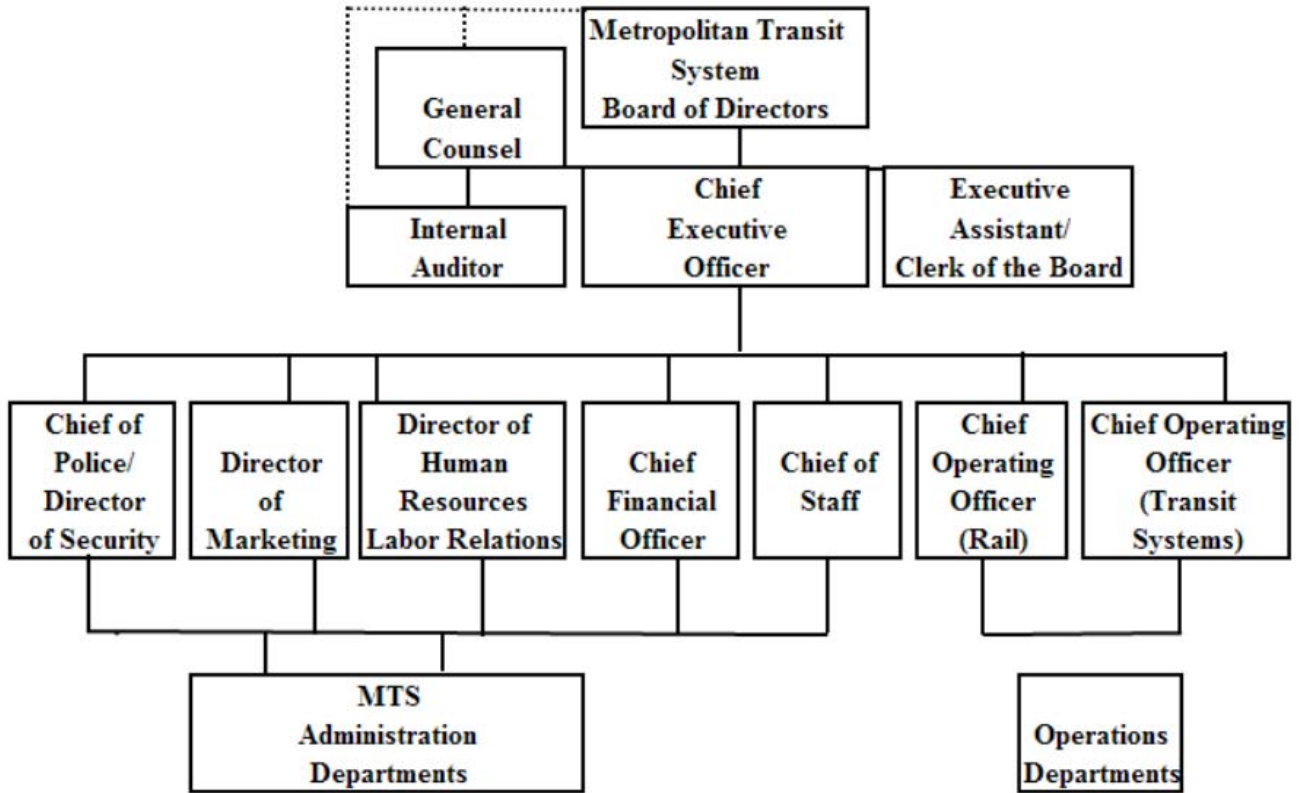 Metropolitan Transit
System
Board of Directors
General
Counsel
Chief
Executive
Officer
Executive
Assistant/
Clerk of the Board
Internal
Auditor
Chief of
Police/
Director
of Security
Director
of
Marketing
Director of
Human
Resources
Labor Relations
Chief
Financial
Officer
Chief of
Staff
Chief
Operating
Officer
(Rail)
Chief Operating
Officer
(Transit
Systems)
MTS
Administration
Departments
Operations
Departments